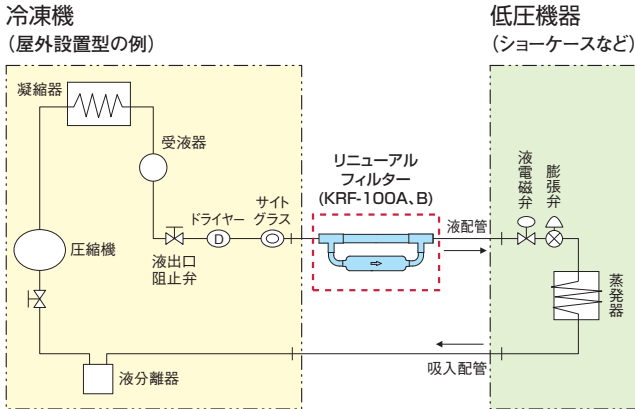 冷凍機
（屋外設置型の例）
低圧機器
（ショーケースなど）
凝縮器
受液器
圧縮機
液出口
阻止弁
ドライヤー
D
サイト
グラス
リニューアル
フィルター
（KRF-100A、B）
液配管
液電磁弁
膨張弁
蒸発器
吸入配管
液分離器